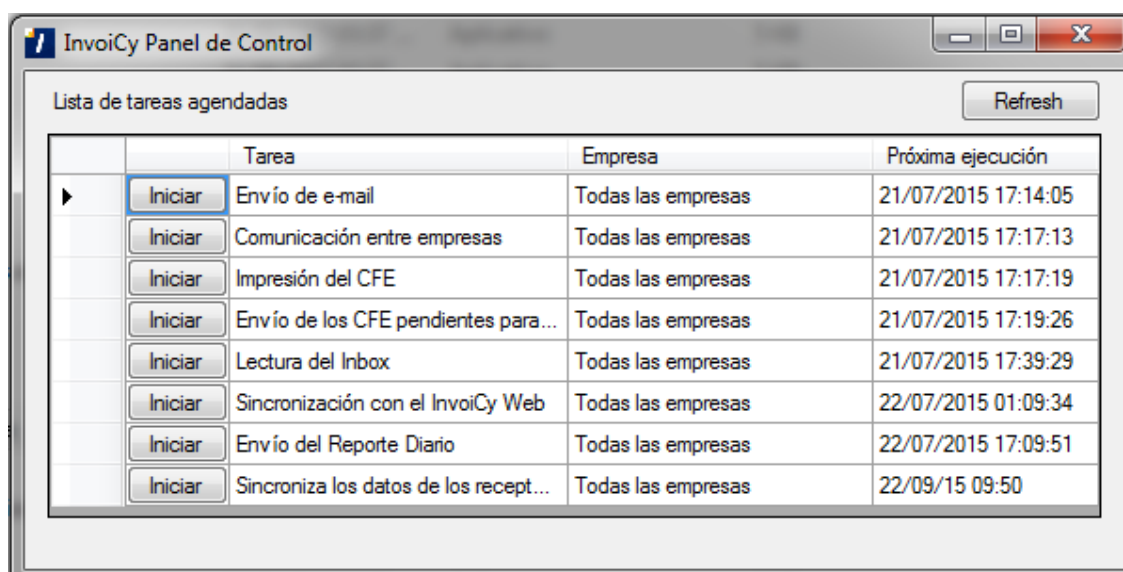 InvoiCy Panel de Control
Lista de tareas agendadas Refresh
Tarea Empresa Próxima ejecución
Iniciar Envío de e-mail Todas las empresas 21/07/2015 17:14:05
Iniciar Comunicación entre empresas Todas las empresas 21/07/2015 17:17:13
Iniciar Impresión del CFE Todas las empresas 21/07/2015 17:17:19
Iniciar Envío de los CFE pendientes para... Todas las empresas 21/07/2015 17:19:26
Iniciar Lectura del Inbox Todas las empresas 21/07/2015 17:39:29
Iniciar Sincronización con el InvoiCy Web Todas las empresas 22/07/2015 01:09:34
Iniciar Envío del Reporte Diario Todas las empresas 22/07/2015 17:09:51
Iniciar Sincroniza los datos de los recept... Todas las empresas 22/09/15 09:50